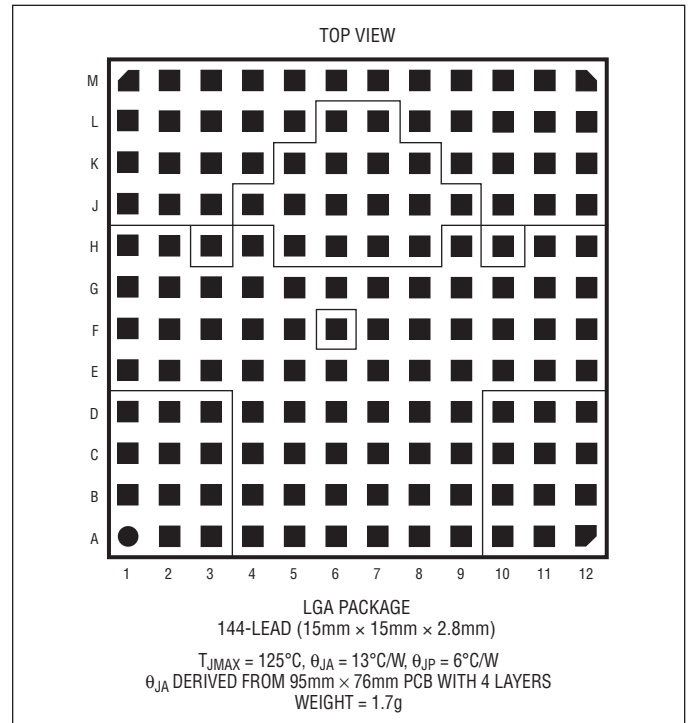 TOP VIEW
M
L
K
J
H
G
F
E
D
C
B
A
1 2 3 4 5 6 7 8 9 10 11 12
LGA PACKAGE
144-LEAD (15mm × 15mm × 2.8mm)
TJMAX = 125°C, θJA = 13°C/W, θJP = 6°C/W
θJA DERIVED FROM 95mm × 76mm PCB WITH 4 LAYERS
WEIGHT = 1.7g